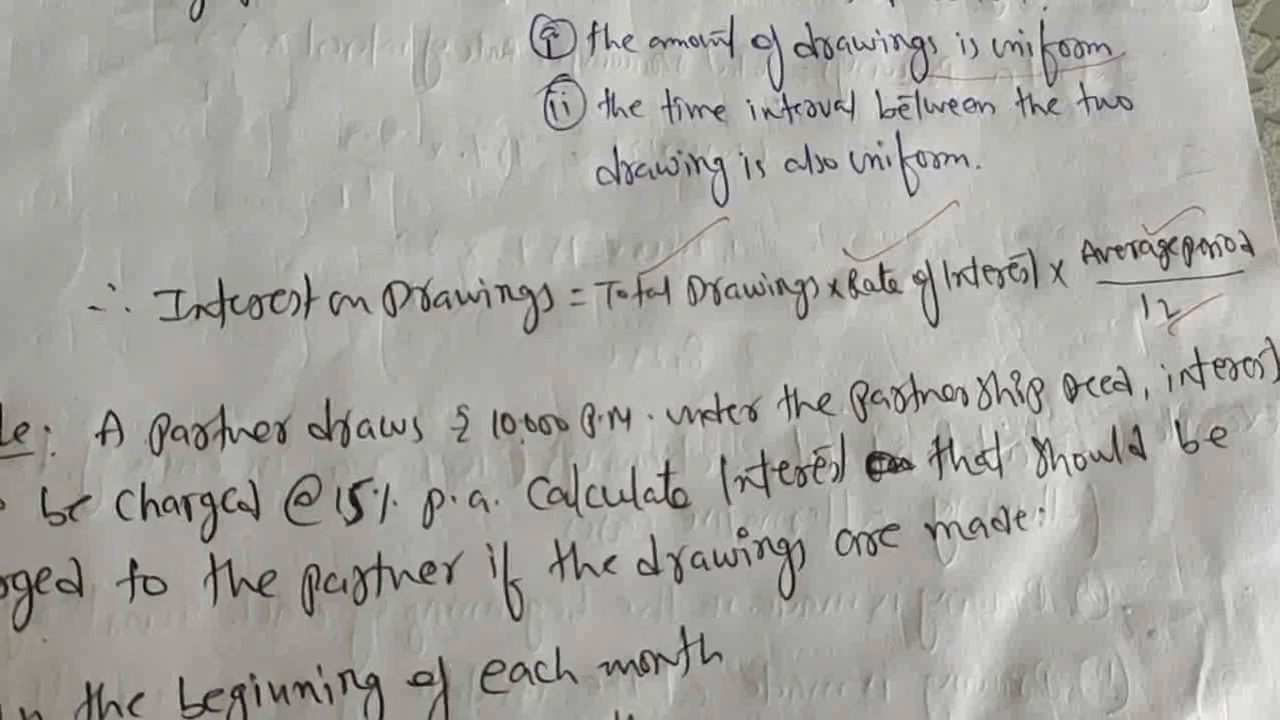 (i) the amount of drawings is uniform
(ii) the time interval between the two
drawing is also uniform.
∴ Interest on Drawings = Total Drawings × Rate of Interest × Average period / 12
le: A partner draws ₹ 10,000 P.M. under the partnership deed, interest
be charged @ 15% p.a. Calculate Interest that should be
rged to the partner if the drawings are made:
In the beginning of each month